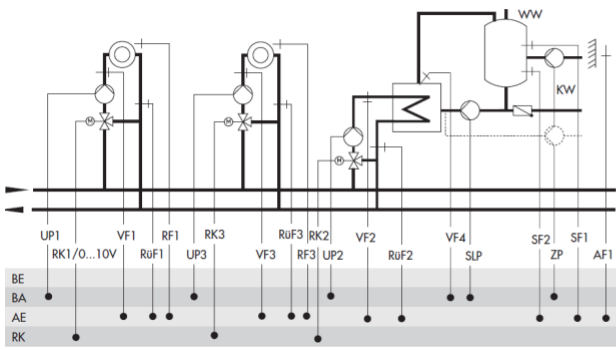 WW
KW
M
M
M
UP1 VF1 RF1 RK3 RüF3 RK2 VF2 VF4 SF2 SF1
RK1/0...10V RüF1 UP3 VF3 RF3 UP2 RüF2 SLP ZP AF1
BE
BA
AE
RK